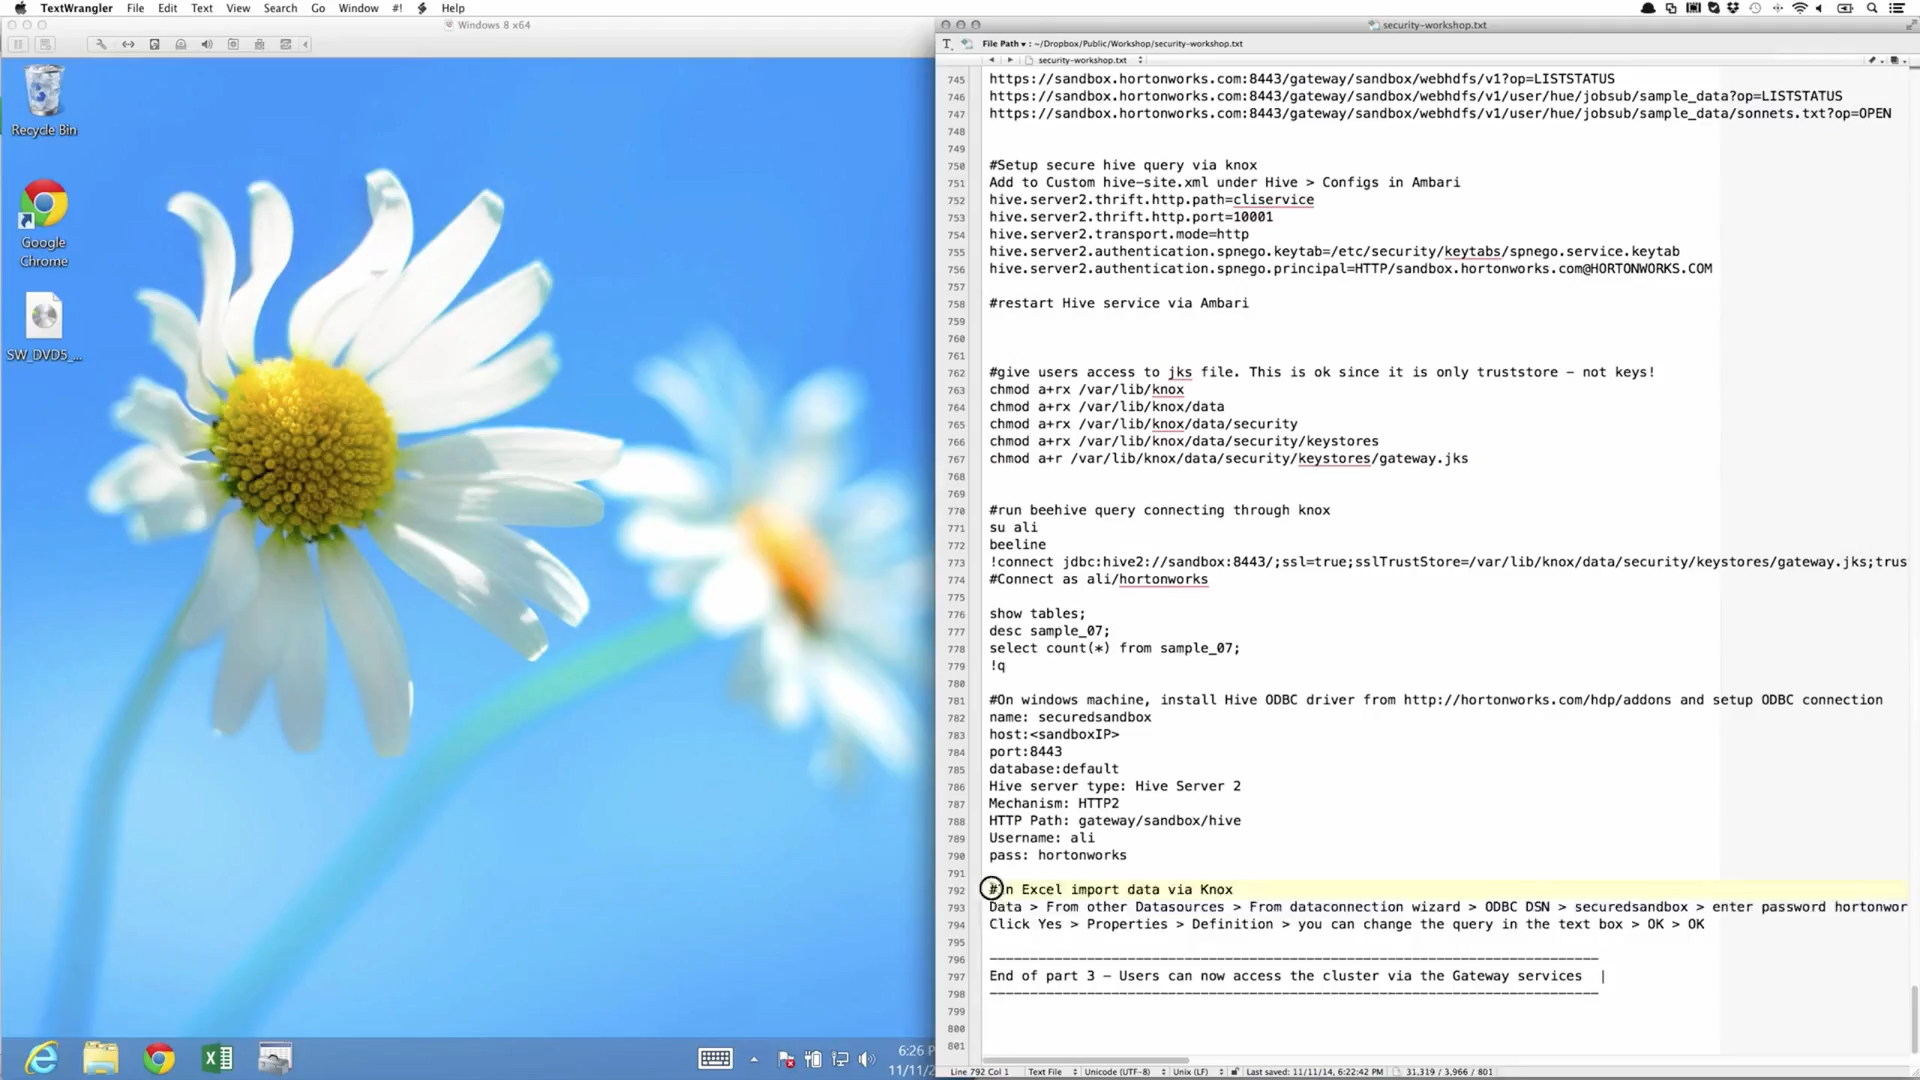 TextWrangler File Edit Text View Search Go Window #! Help
Windows 8 x64
security-workshop.txt
File Path ▾ : ~/Dropbox/Public/Workshop/security-workshop.txt
security-workshop.txt
Recycle Bin
Google
Chrome
SW_DVD5_...
745 https://sandbox.hortonworks.com:8443/gateway/sandbox/webhdfs/v1?op=LISTSTATUS
746 https://sandbox.hortonworks.com:8443/gateway/sandbox/webhdfs/v1/user/hue/jobsub/sample_data?op=LISTSTATUS
747 https://sandbox.hortonworks.com:8443/gateway/sandbox/webhdfs/v1/user/hue/jobsub/sample_data/sonnets.txt?op=OPEN
748
749
750 #Setup secure hive query via knox
751 Add to Custom hive-site.xml under Hive > Configs in Ambari
752 hive.server2.thrift.http.path=cliservice
753 hive.server2.thrift.http.port=10001
754 hive.server2.transport.mode=http
755 hive.server2.authentication.spnego.keytab=/etc/security/keytabs/spnego.service.keytab
756 hive.server2.authentication.spnego.principal=HTTP/sandbox.hortonworks.com@HORTONWORKS.COM
757
758 #restart Hive service via Ambari
759
760
761
762 #give users access to jks file. This is ok since it is only truststore – not keys!
763 chmod a+rx /var/lib/knox
764 chmod a+rx /var/lib/knox/data
765 chmod a+rx /var/lib/knox/data/security
766 chmod a+rx /var/lib/knox/data/security/keystores
767 chmod a+r /var/lib/knox/data/security/keystores/gateway.jks
768
769
770 #run beehive query connecting through knox
771 su ali
772 beeline
773 !connect jdbc:hive2://sandbox:8443/;ssl=true;sslTrustStore=/var/lib/knox/data/security/keystores/gateway.jks;trus
774 #Connect as ali/hortonworks
775
776 show tables;
777 desc sample_07;
778 select count(*) from sample_07;
779 !q
780
781 #On windows machine, install Hive ODBC driver from http://hortonworks.com/hdp/addons and setup ODBC connection
782 name: securedsandbox
783 host:<sandboxIP>
784 port:8443
785 database:default
786 Hive server type: Hive Server 2
787 Mechanism: HTTP2
788 HTTP Path: gateway/sandbox/hive
789 Username: ali
790 pass: hortonworks
791
792 #In Excel import data via Knox
793 Data > From other Datasources > From dataconnection wizard > ODBC DSN > securedsandbox > enter password hortonwor
794 Click Yes > Properties > Definition > you can change the query in the text box > OK > OK
795
796
797 End of part 3 – Users can now access the cluster via the Gateway services |
798
799
800
801
6:26 P
11/11/2
Line 792 Col 1 Text File Unicode (UTF-8) Unix (LF) Last saved: 11/11/14, 6:22:42 PM 31,319 / 3,966 / 801